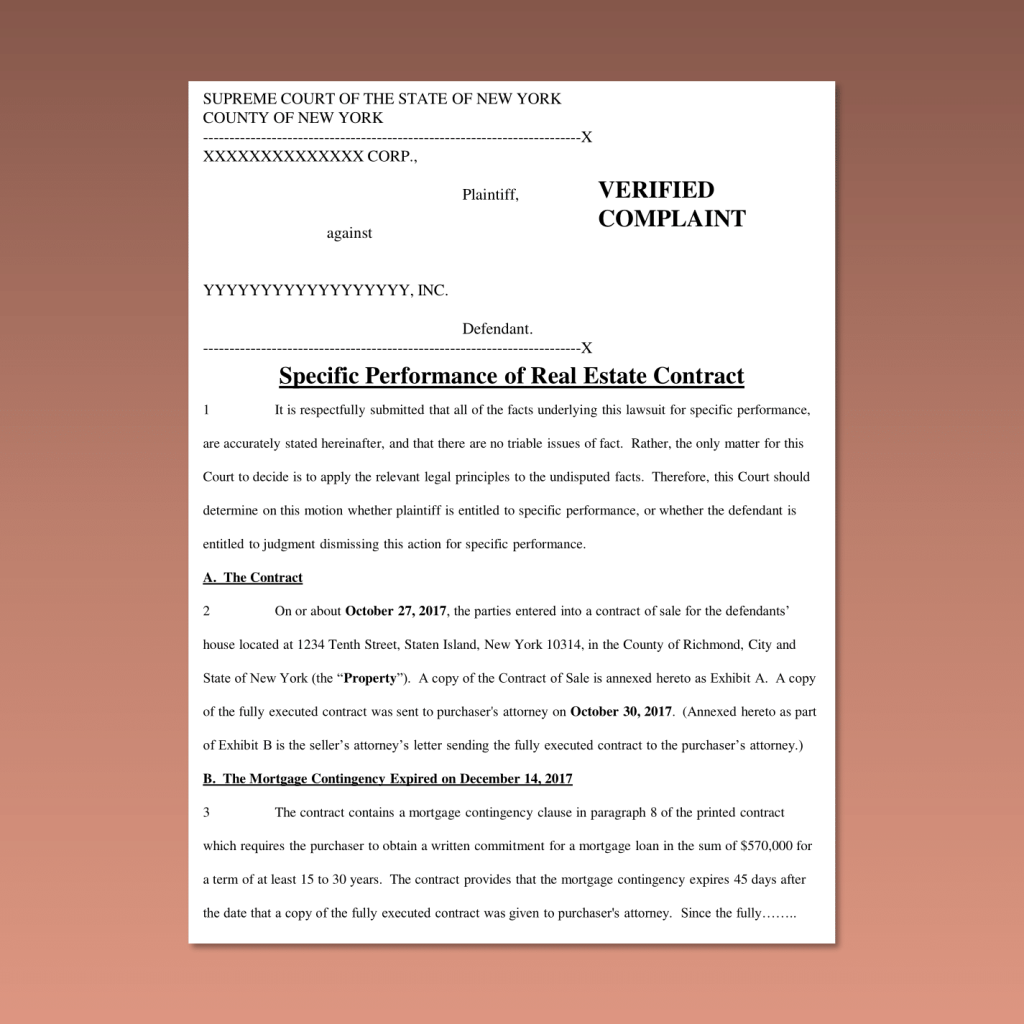 SUPREME COURT OF THE STATE OF NEW YORK
COUNTY OF NEW YORK
------------------------------------------------------------------------X
XXXXXXXXXXXXXX CORP.,
Plaintiff,
VERIFIED
COMPLAINT
against
YYYYYYYYYYYYYYYYYY, INC.
Defendant.
------------------------------------------------------------------------X
Specific Performance of Real Estate Contract
1 It is respectfully submitted that all of the facts underlying this lawsuit for specific performance,
are accurately stated hereinafter, and that there are no triable issues of fact. Rather, the only matter for this
Court to decide is to apply the relevant legal principles to the undisputed facts. Therefore, this Court should
determine on this motion whether plaintiff is entitled to specific performance, or whether the defendant is
entitled to judgment dismissing this action for specific performance.
A. The Contract
2 On or about October 27, 2017, the parties entered into a contract of sale for the defendants’
house located at 1234 Tenth Street, Staten Island, New York 10314, in the County of Richmond, City and
State of New York (the “Property”). A copy of the Contract of Sale is annexed hereto as Exhibit A. A copy
of the fully executed contract was sent to purchaser's attorney on October 30, 2017. (Annexed hereto as part
of Exhibit B is the seller’s attorney’s letter sending the fully executed contract to the purchaser’s attorney.)
B. The Mortgage Contingency Expired on December 14, 2017
3 The contract contains a mortgage contingency clause in paragraph 8 of the printed contract
which requires the purchaser to obtain a written commitment for a mortgage loan in the sum of $570,000 for
a term of at least 15 to 30 years. The contract provides that the mortgage contingency expires 45 days after
the date that a copy of the fully executed contract was given to purchaser's attorney. Since the fully……..